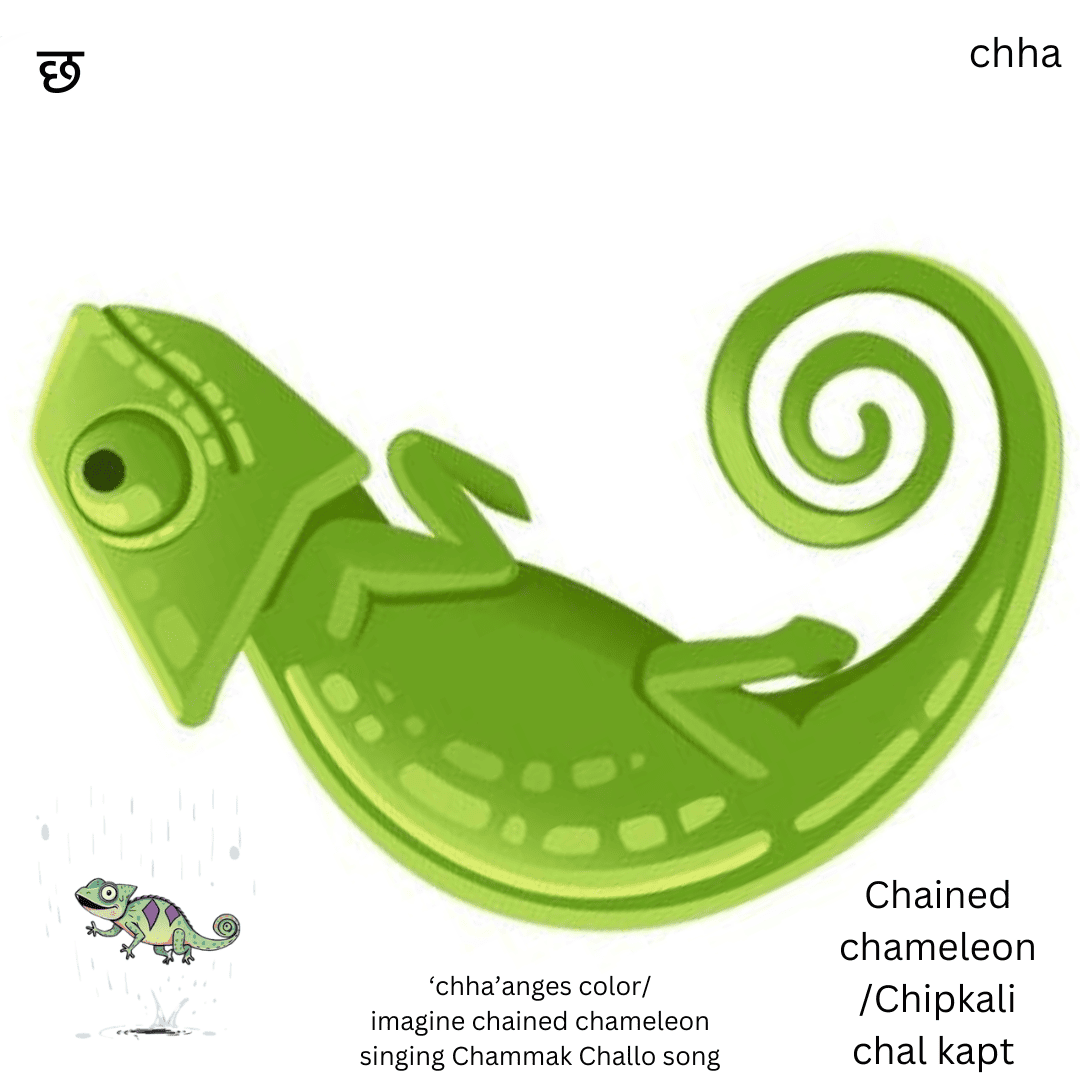 छ
chha
‘chha’anges color/
imagine chained chameleon
singing Chammak Challo song
Chained
chameleon
/Chipkali
chal kapt